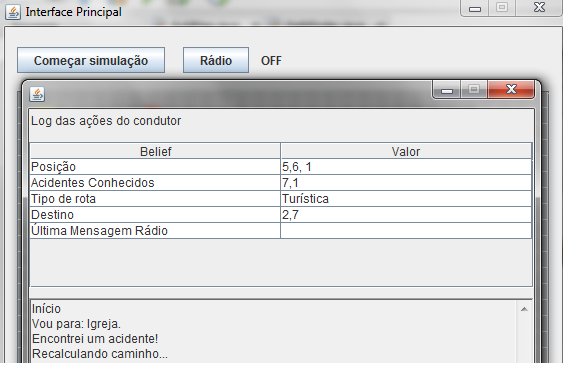 Interface Principal
Começar simulação Rádio OFF
Log das ações do condutor
Belief Valor
Posição 5,6, 1
Acidentes Conhecidos 7,1
Tipo de rota Turística
Destino 2,7
Última Mensagem Rádio
Início
Vou para: Igreja.
Encontrei um acidente!
Recalculando caminho...